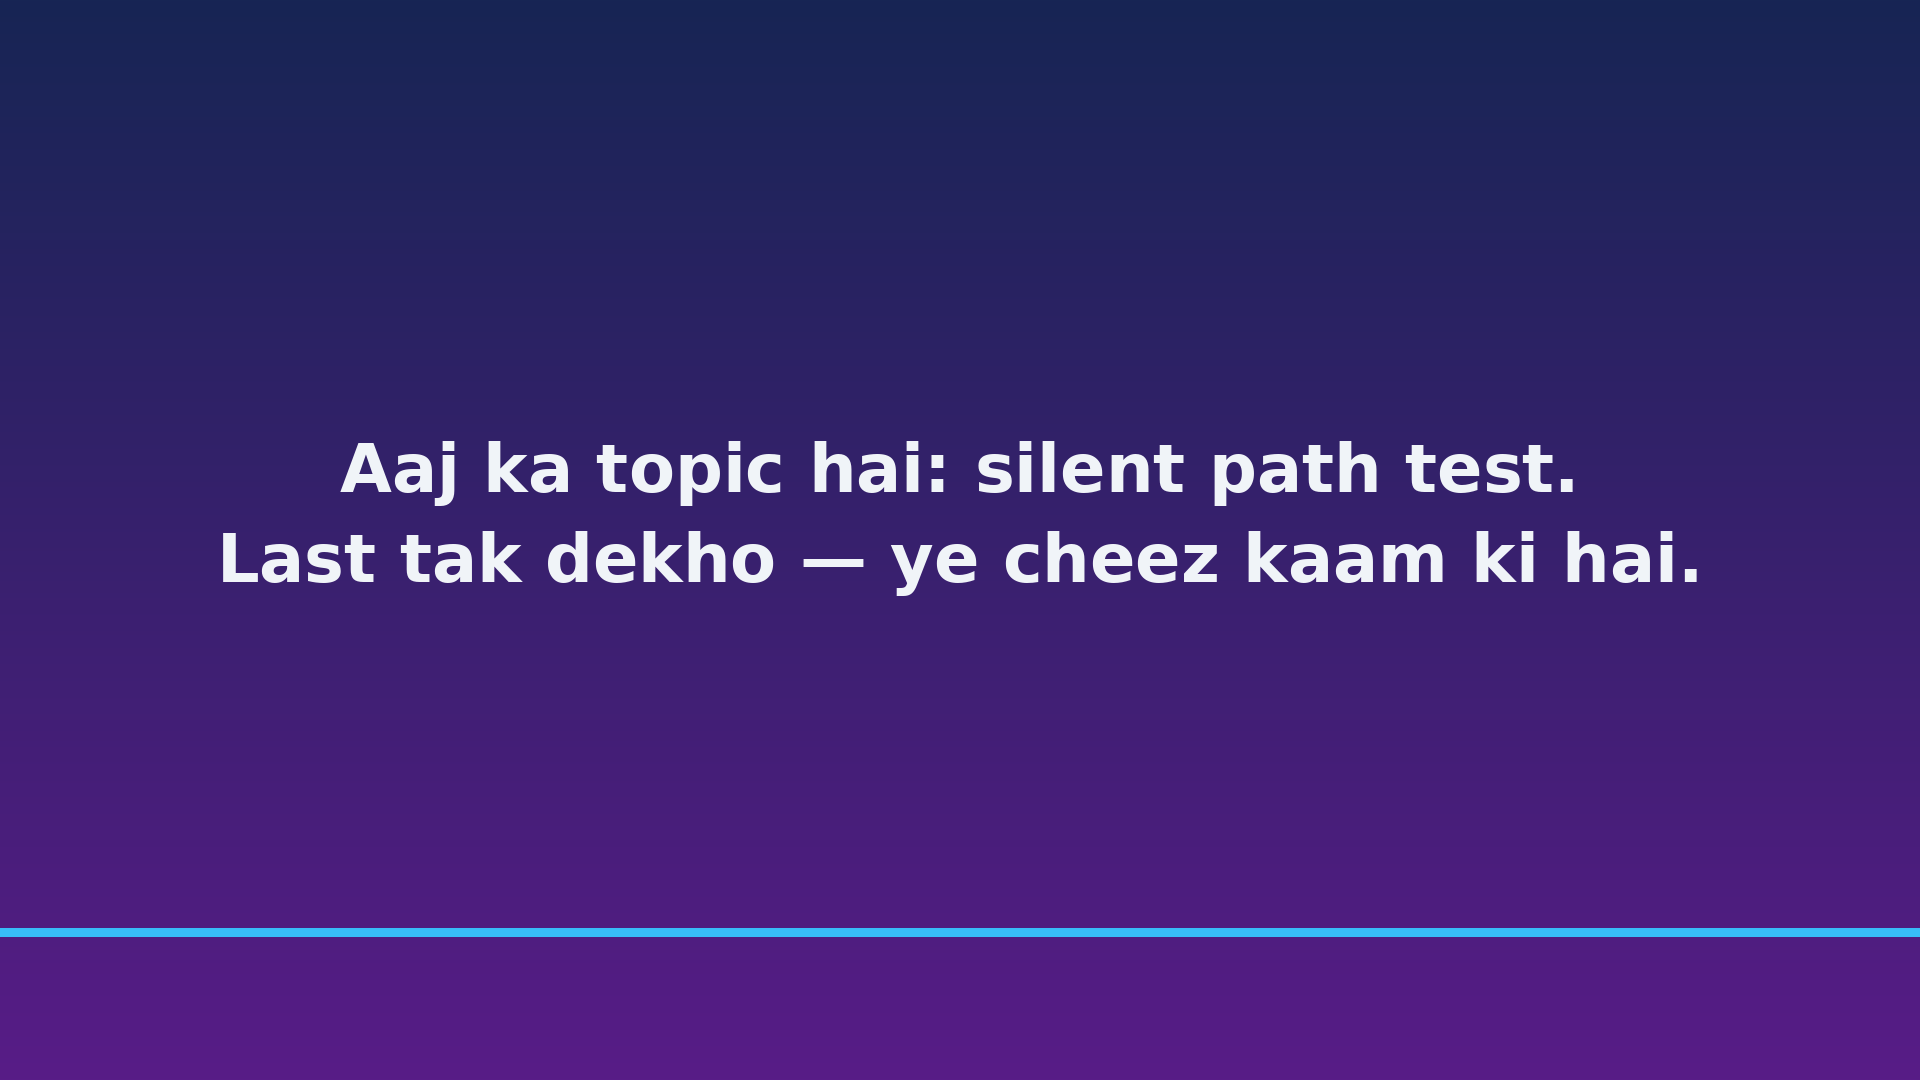 Aaj ka topic hai: silent path test.
Last tak dekho — ye cheez kaam ki hai.